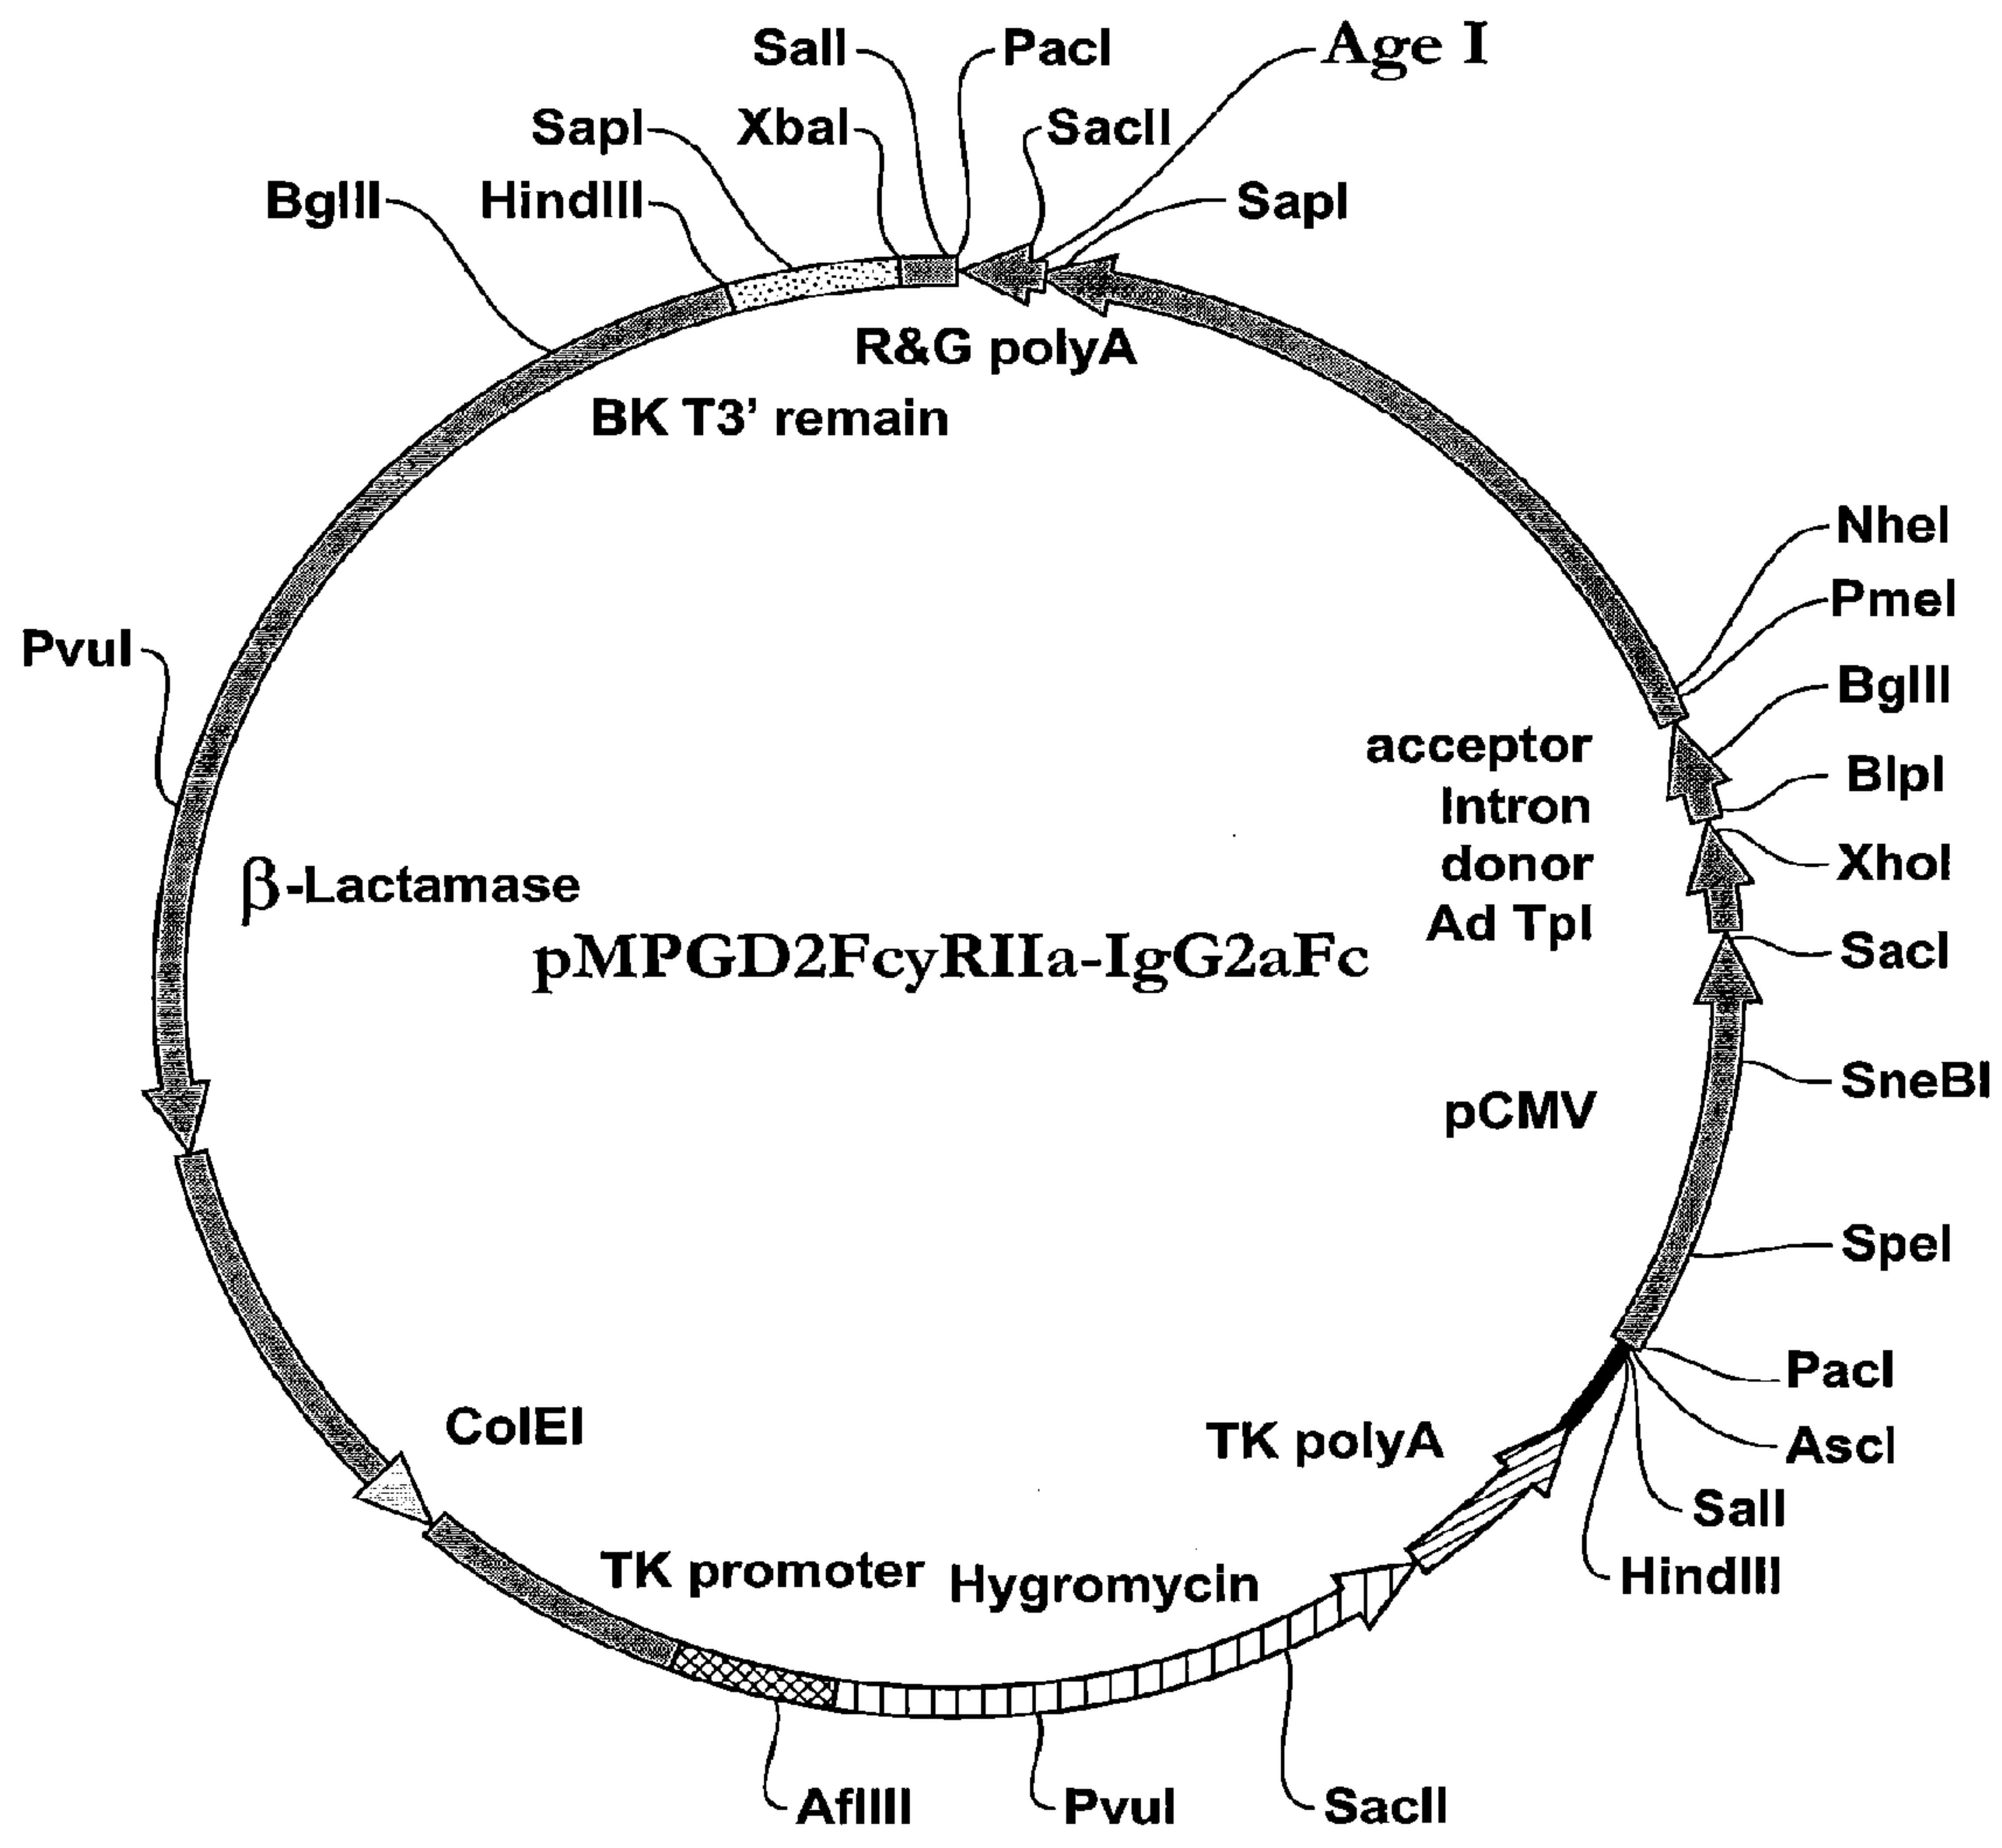 SalI
PacI
Age I
SapI
XbaI
SacII
BglII
HindIII
SapI
R&G polyA
BK T3’ remain
NheI
PmeI
PvuI
BglII
acceptor
BlpI
Intron
XhoI
donor
β-Lactamase
Ad Tpl
SacI
pMPGD2FcyRIIa-IgG2aFc
SneBI
pCMV
SpeI
PacI
ColEI
TK polyA
AscI
SalI
TK promoter
Hygromycin
HindIII
AflIII
PvuI
SacII